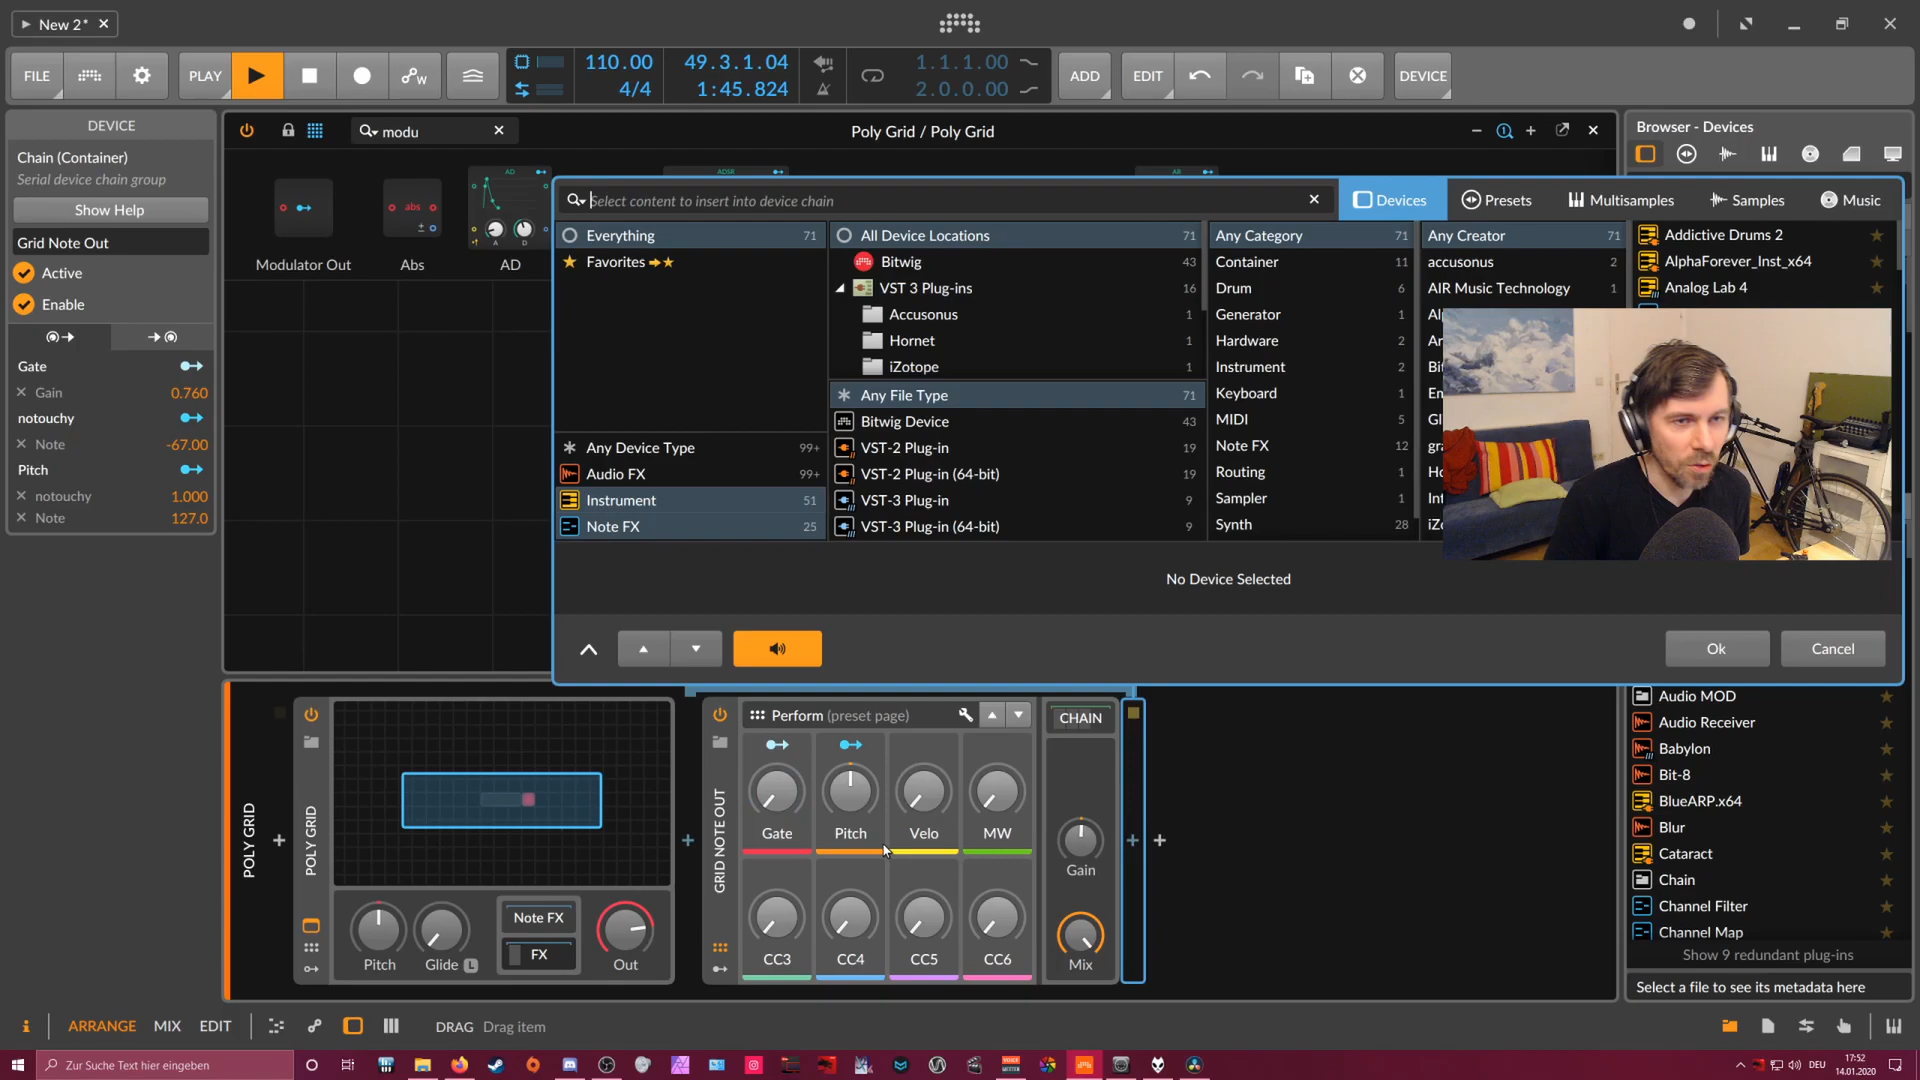 New 2*
FILE
PLAY
110.00
4/4
49.3.1.04
1:45.824
1.1.1.00
2.0.0.00
ADD
EDIT
DEVICE
DEVICE
Chain (Container)
Serial device chain group
Show Help
Grid Note Out
Active
Enable
Gate
Gain 0.760
notouchy
Note -67.00
Pitch
notouchy 1.000
Note 127.0
modu
Poly Grid / Poly Grid
Modulator Out
abs
Abs
AD
A
D
AD
ADSR
AR
Select content to insert into device chain
Devices
Presets
Multisamples
Samples
Music
Everything 71
Favorites
Any Device Type 99+
Audio FX 99+
Instrument 51
Note FX 25
All Device Locations 71
Bitwig 43
VST 3 Plug-ins 16
Accusonus 1
Hornet 1
iZotope 1
Any File Type 71
Bitwig Device 43
VST-2 Plug-in 19
VST-2 Plug-in (64-bit) 19
VST-3 Plug-in 9
VST-3 Plug-in (64-bit) 9
Any Category 71
Container 11
Drum 6
Generator 1
Hardware 2
Instrument 2
Keyboard 1
MIDI 5
Note FX 12
Routing 1
Sampler 1
Synth 28
Any Creator 71
accusonus 2
AIR Music Technology 1
Addictive Drums 2
AlphaForever_Inst_x64
Analog Lab 4
No Device Selected
Ok
Cancel
Browser - Devices
Audio MOD
Audio Receiver
Babylon
Bit-8
BlueARP.x64
Blur
Cataract
Chain
Channel Filter
Channel Map
Show 9 redundant plug-ins
Select a file to see its metadata here
POLY GRID
POLY GRID
Pitch
Glide
L
Note FX
FX
Out
GRID NOTE OUT
Perform (preset page)
Gate
Pitch
Velo
MW
CC3
CC4
CC5
CC6
CHAIN
Gain
Mix
ARRANGE
MIX
EDIT
DRAG Drag item
Zur Suche Text hier eingeben
DEU
17:52
14.01.2020